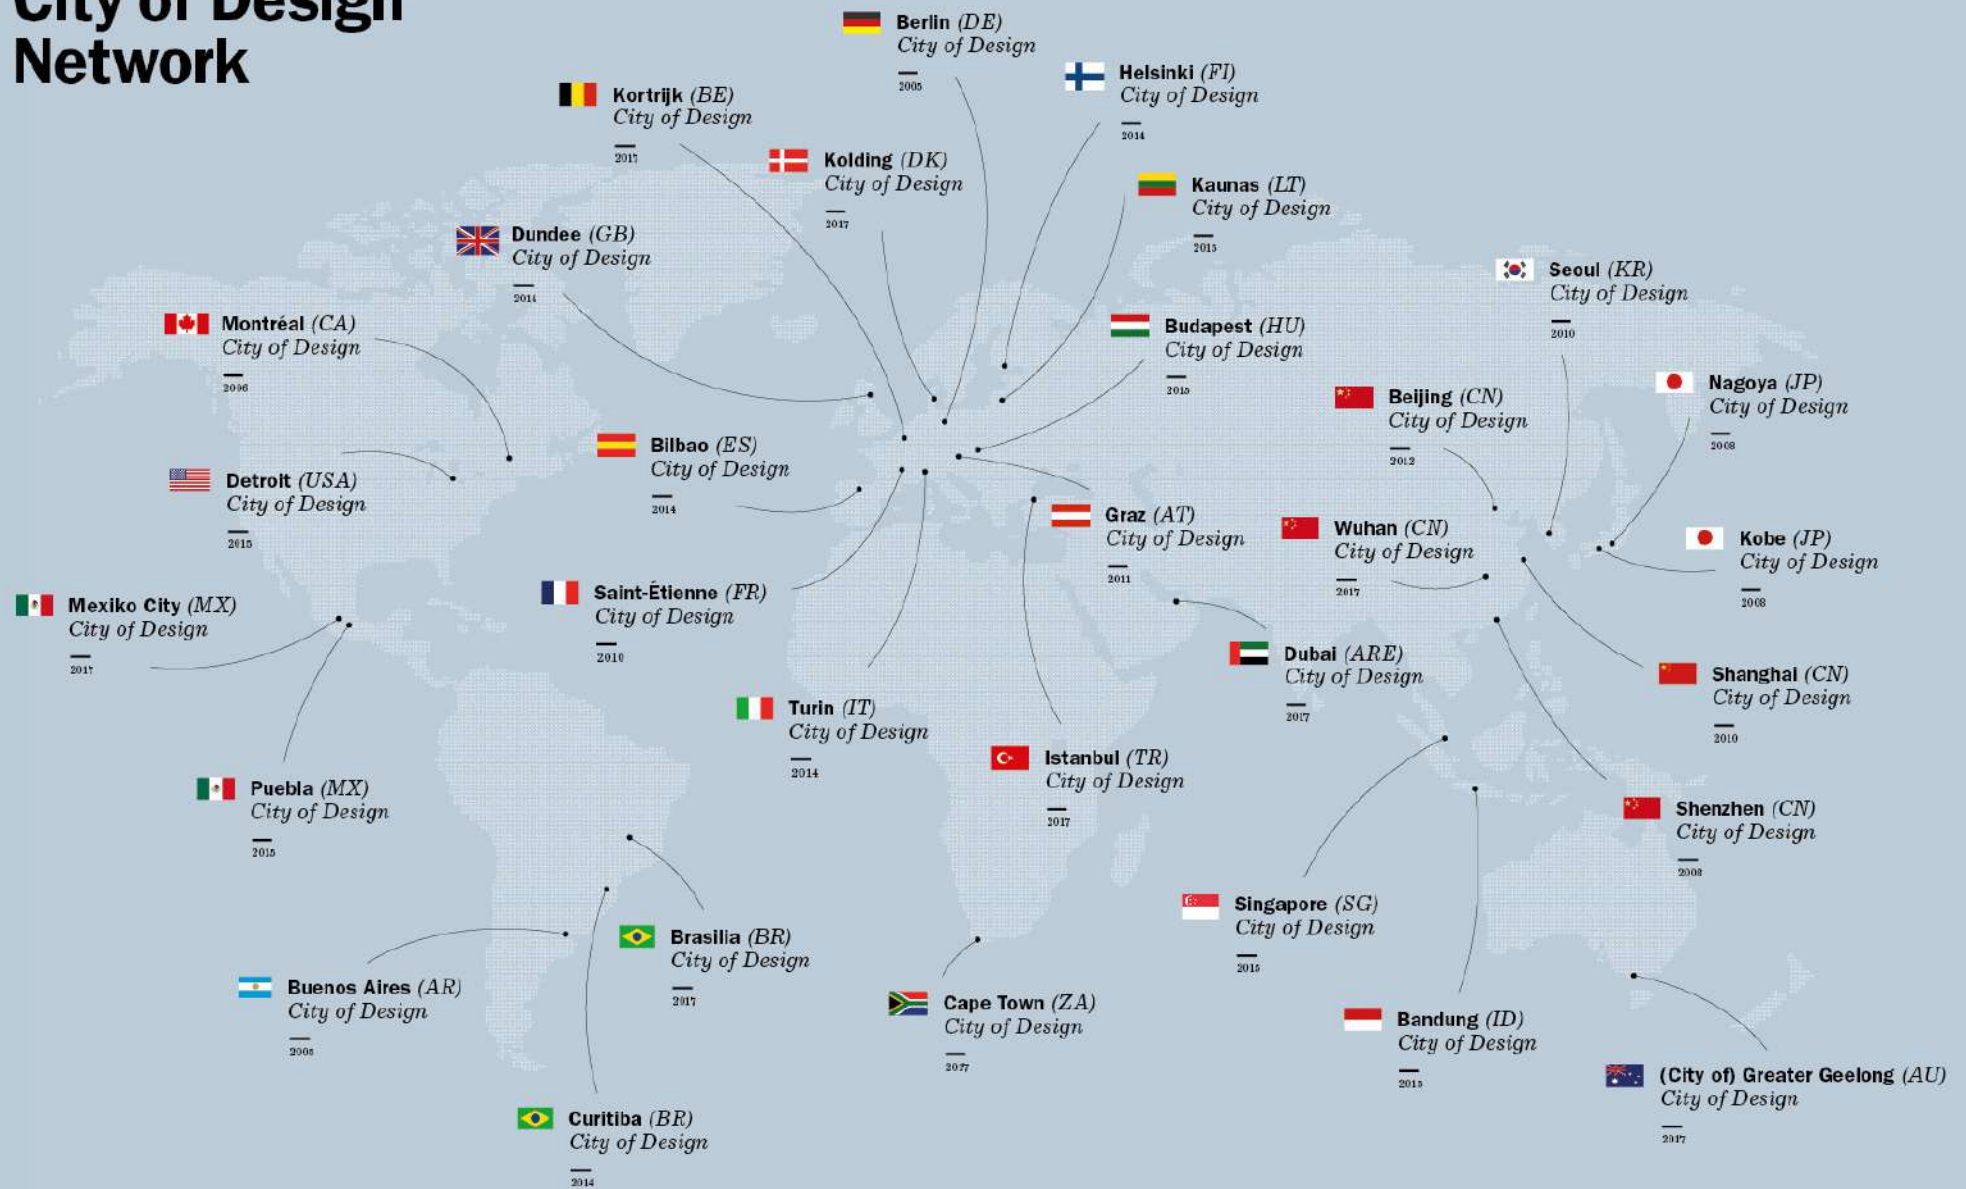 City of Design
Network
Berlin (DE)
City of Design
2005
Helsinki (FI)
City of Design
2014
Kortrijk (BE)
City of Design
2017
Kolding (DK)
City of Design
2017
Kaunas (LT)
City of Design
2015
Dundee (GB)
City of Design
2014
Seoul (KR)
City of Design
2010
Montréal (CA)
City of Design
2006
Budapest (HU)
City of Design
2015
Nagoya (JP)
City of Design
2008
Beijing (CN)
City of Design
2012
Bilbao (ES)
City of Design
2014
Detroit (USA)
City of Design
2015
Graz (AT)
City of Design
2011
Wuhan (CN)
City of Design
2017
Kobe (JP)
City of Design
2008
Saint-Étienne (FR)
City of Design
2010
Mexiko City (MX)
City of Design
2017
Dubai (ARE)
City of Design
2017
Shanghai (CN)
City of Design
2010
Turin (IT)
City of Design
2014
Istanbul (TR)
City of Design
2017
Puebla (MX)
City of Design
2015
Shenzhen (CN)
City of Design
2008
Singapore (SG)
City of Design
2015
Brasilia (BR)
City of Design
2017
Buenos Aires (AR)
City of Design
2005
Cape Town (ZA)
City of Design
2017
Bandung (ID)
City of Design
2015
(City of) Greater Geelong (AU)
City of Design
2017
Curitiba (BR)
City of Design
2014